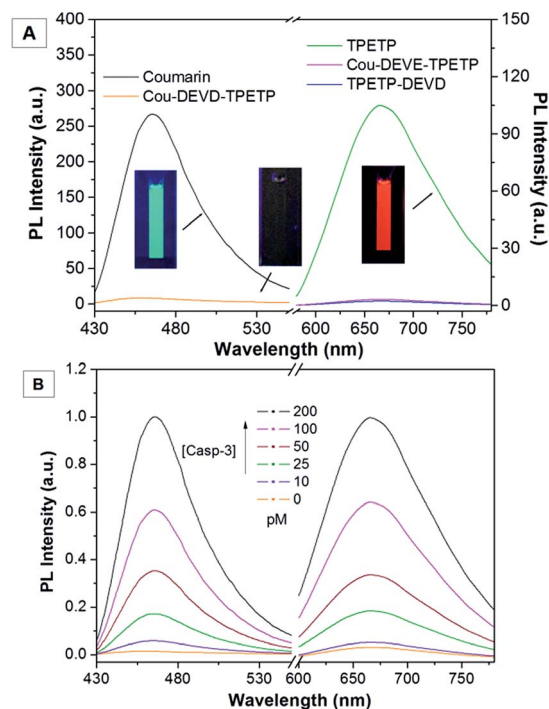 A
400
350
300
250
200
150
100
50
0
PL Intensity (a.u.)
Coumarin
Cou-DEVD-TPETP
TPETP
Cou-DEVE-TPETP
TPETP-DEVD
150
120
90
60
30
0
PL Intensity (a.u.)
430 480 530 600 650 700 750
Wavelength (nm)
B
1.2
1.0
0.8
0.6
0.4
0.2
0.0
PL Intensity (a.u.)
[Casp-3]
200
100
50
25
10
0
pM
430 480 530 600 650 700 750
Wavelength (nm)